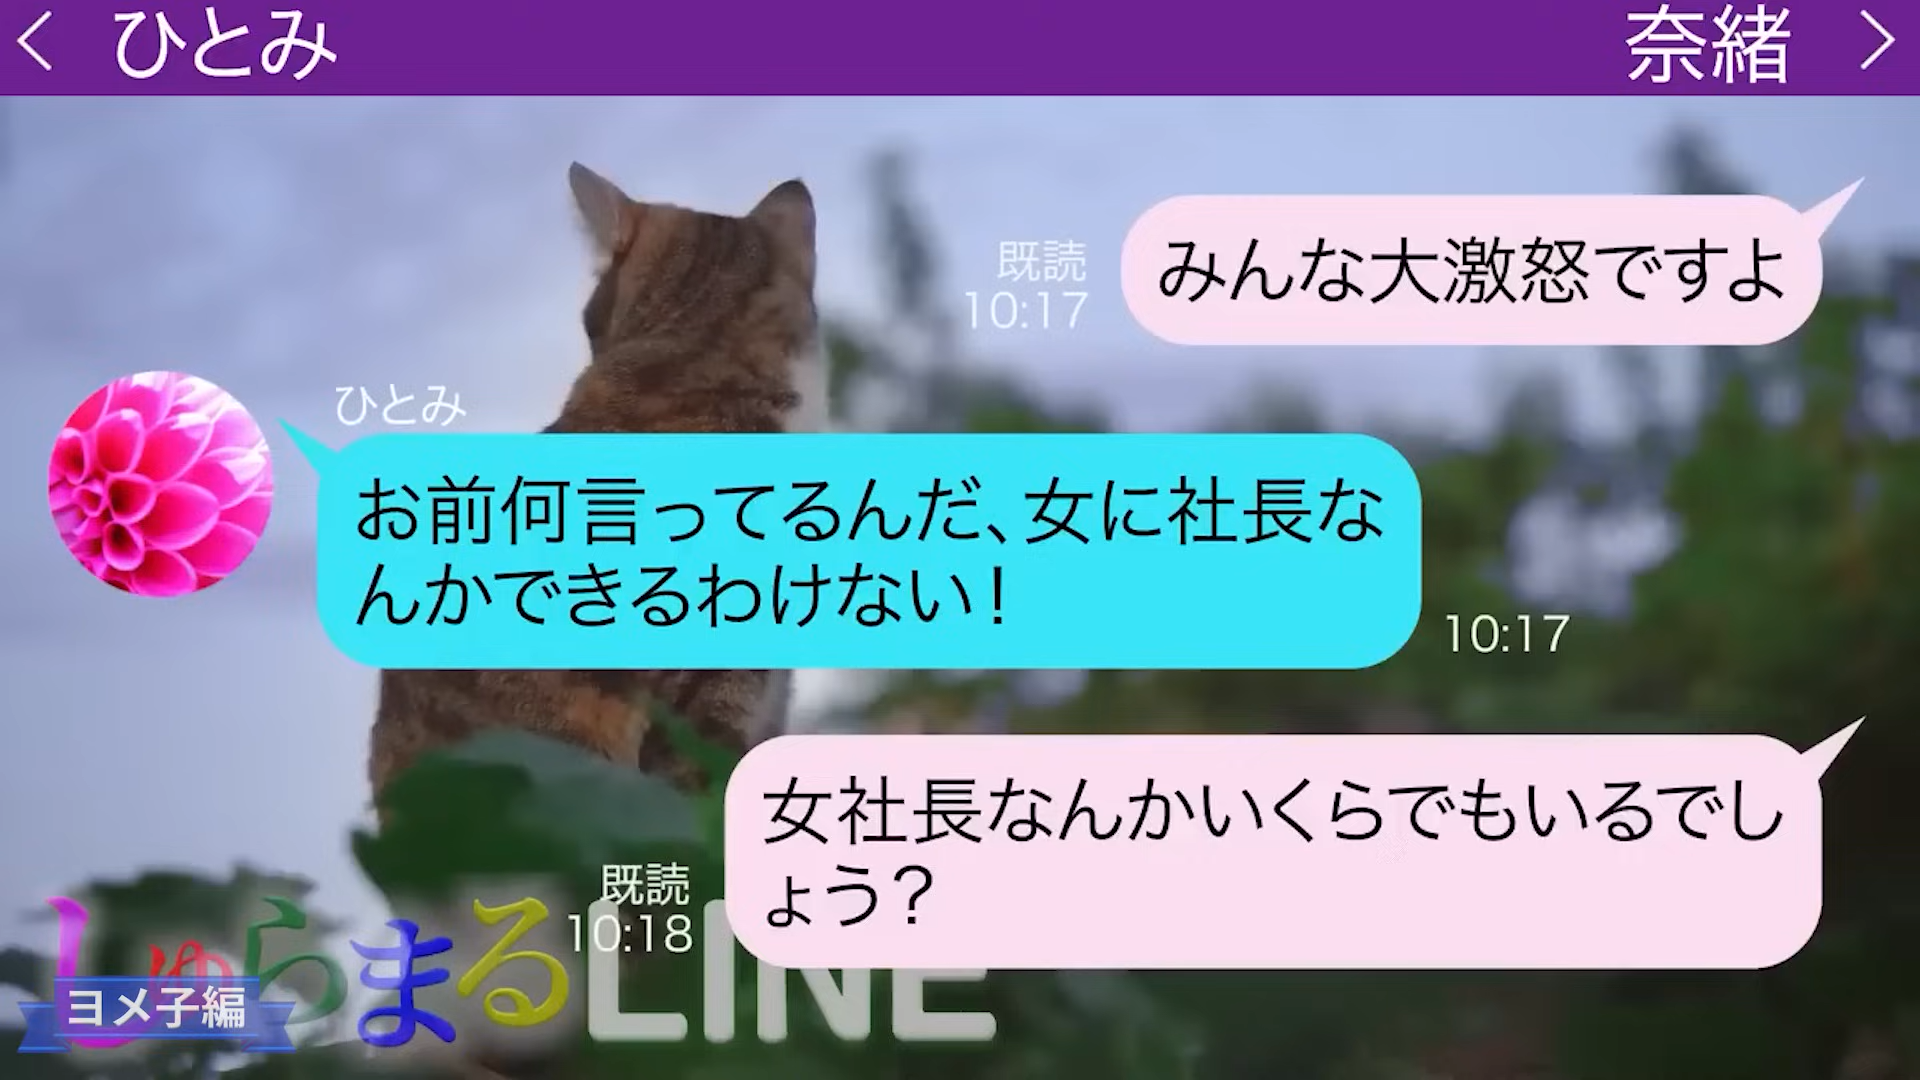 ひとみ
奈緒
みんな大激怒ですよ
既読
10:17
ひとみ
お前何言ってるんだ、女に社長な
んかできるわけない！
10:17
女社長なんかいくらでもいるでし
ょう？
既読
10:18
しゅらまるLINE
ヨメ子編